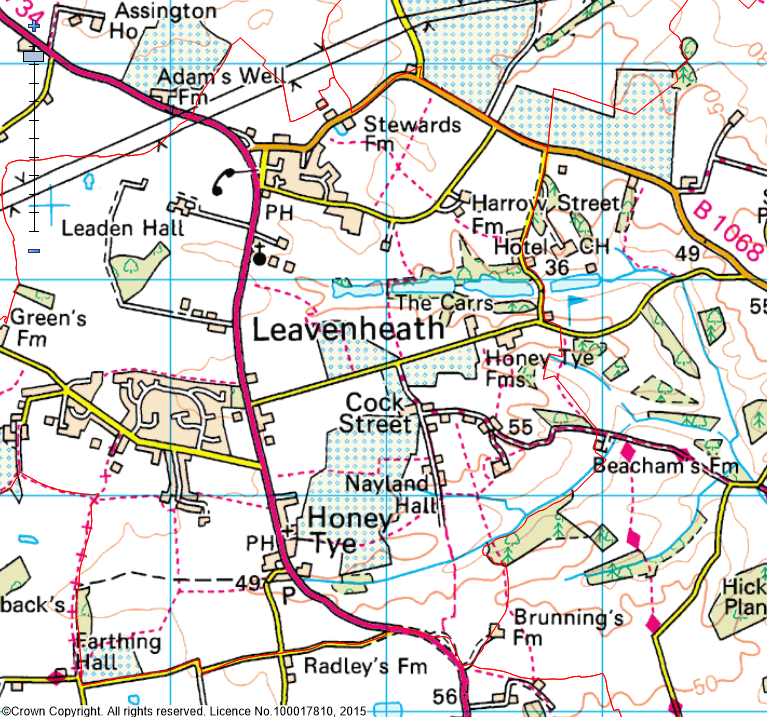 34
Assington
Ho
Adam's Well
Fm
Stewards
Fm
50
PH
Harrow Street
Fm
Leaden Hall
Hotel
CH
B 1068
49
36
The Carrs
55
Green's
Fm
Leavenheath
Honey Tye
Fms
Cock
Street
55
Beacham's Fm
Nayland
Hall
Honey
Tye
PH
49
P
back's
Hick
Plan
Brunning's
Fm
Farthing
Hall
Radley's Fm
56
50
©Crown Copyright. All rights reserved. Licence No.100017810, 2015